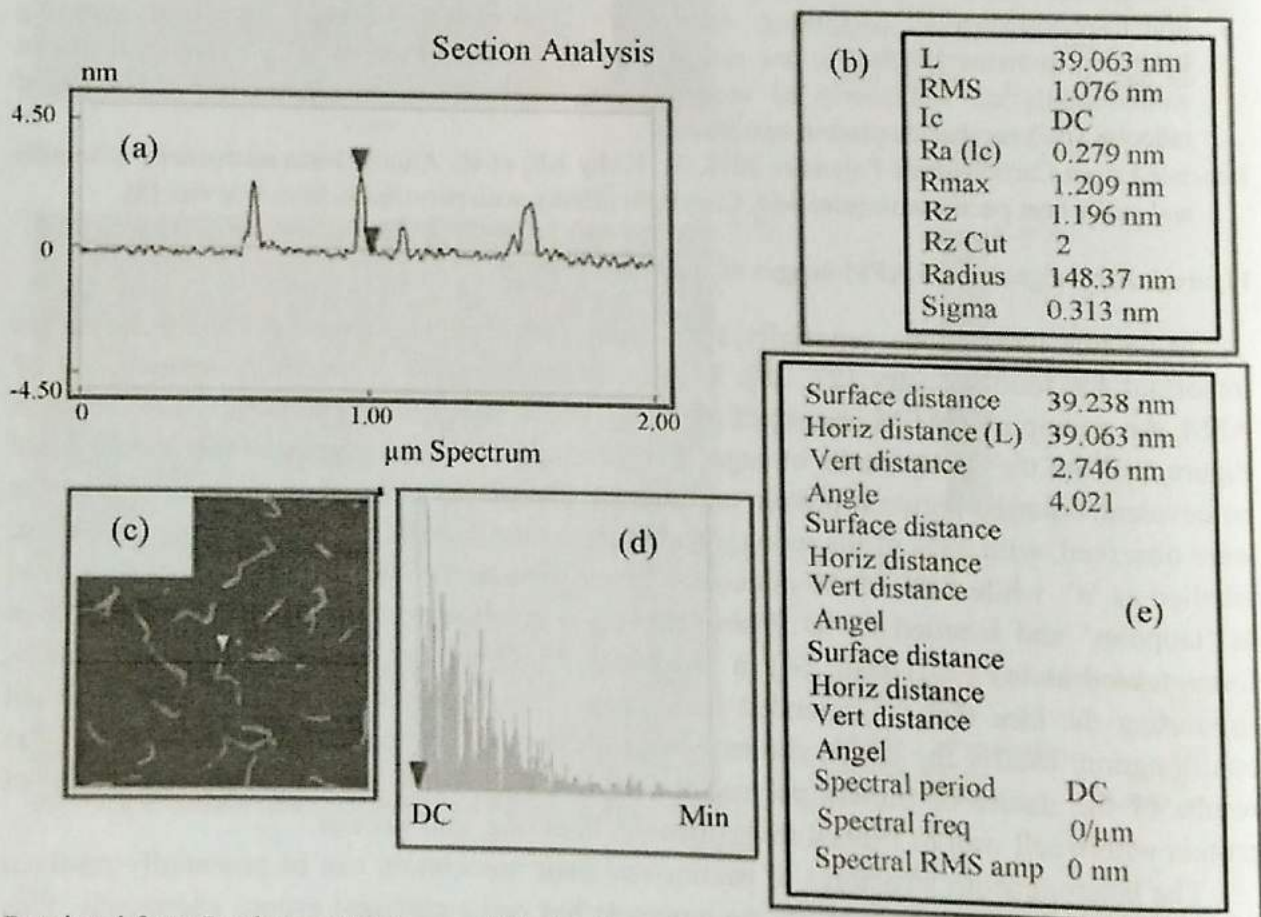 Section Analysis
nm
4.50
(a)
0
-4.50
0 1.00 2.00
µm Spectrum
(b)
L 39.063 nm
RMS 1.076 nm
Ic DC
Ra (Ic) 0.279 nm
Rmax 1.209 nm
Rz 1.196 nm
Rz Cut 2
Radius 148.37 nm
Sigma 0.313 nm
(c)
(d)
DC Min
Surface distance 39.238 nm
Horiz distance (L) 39.063 nm
Vert distance 2.746 nm
Angle 4.021
Surface distance
Horiz distance
Vert distance
Angel
(e)
Surface distance
Horiz distance
Vert distance
Angel
Spectral period DC
Spectral freq 0/µm
Spectral RMS amp 0 nm